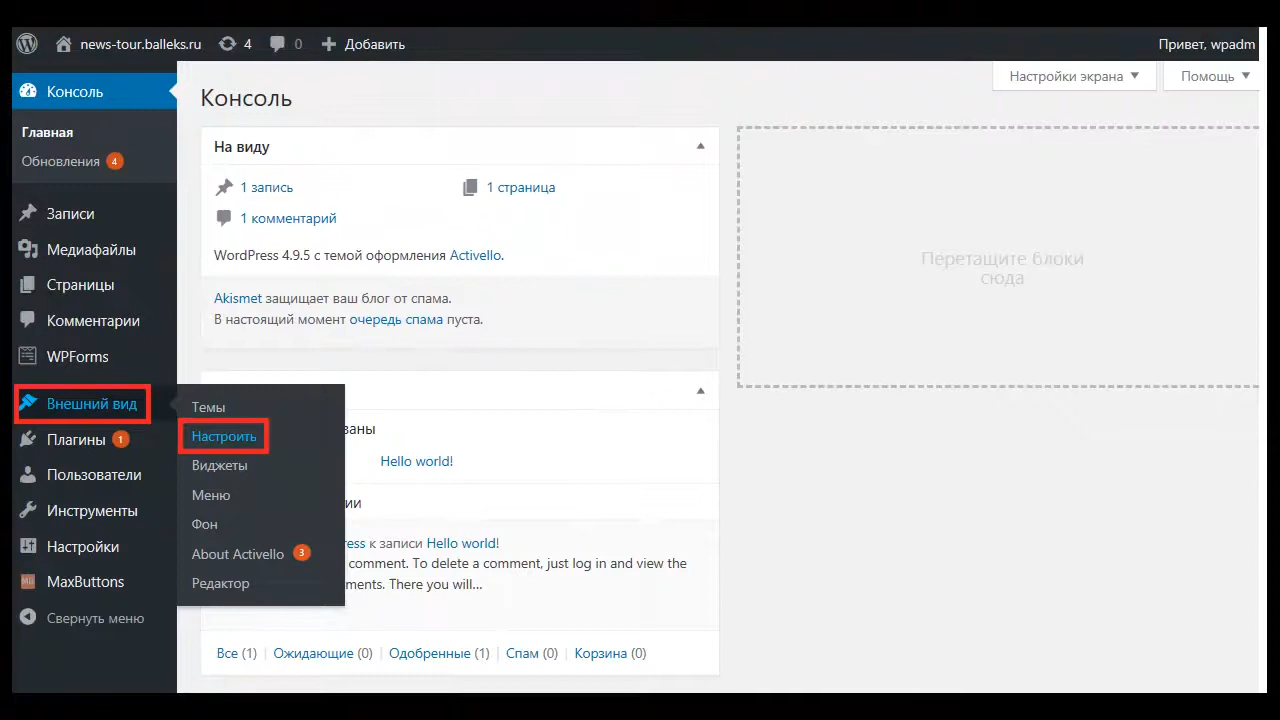 news-tour.balleks.ru 4 0 Добавить Привет, wpadm
Настройки экрана Помощь
Консоль
Главная
Обновления 4
Записи
Медиафайлы
Страницы
Комментарии
WPForms
Внешний вид
Плагины 1
Пользователи
Инструменты
Настройки
MaxButtons
Свернуть меню
Темы
Настроить
Виджеты
Меню
Фон
About Activello 3
Редактор
Консоль
На виду
1 запись 1 страница
1 комментарий
WordPress 4.9.5 с темой оформления Activello.
Akismet защищает ваш блог от спама.
В настоящий момент очередь спама пуста.
Перетащите блоки
сюда
ваны
Hello world!
ии
ress к записи Hello world!
comment. To delete a comment, just log in and view the
ments. There you will…
Все (1) | Ожидающие (0) | Одобренные (1) | Спам (0) | Корзина (0)